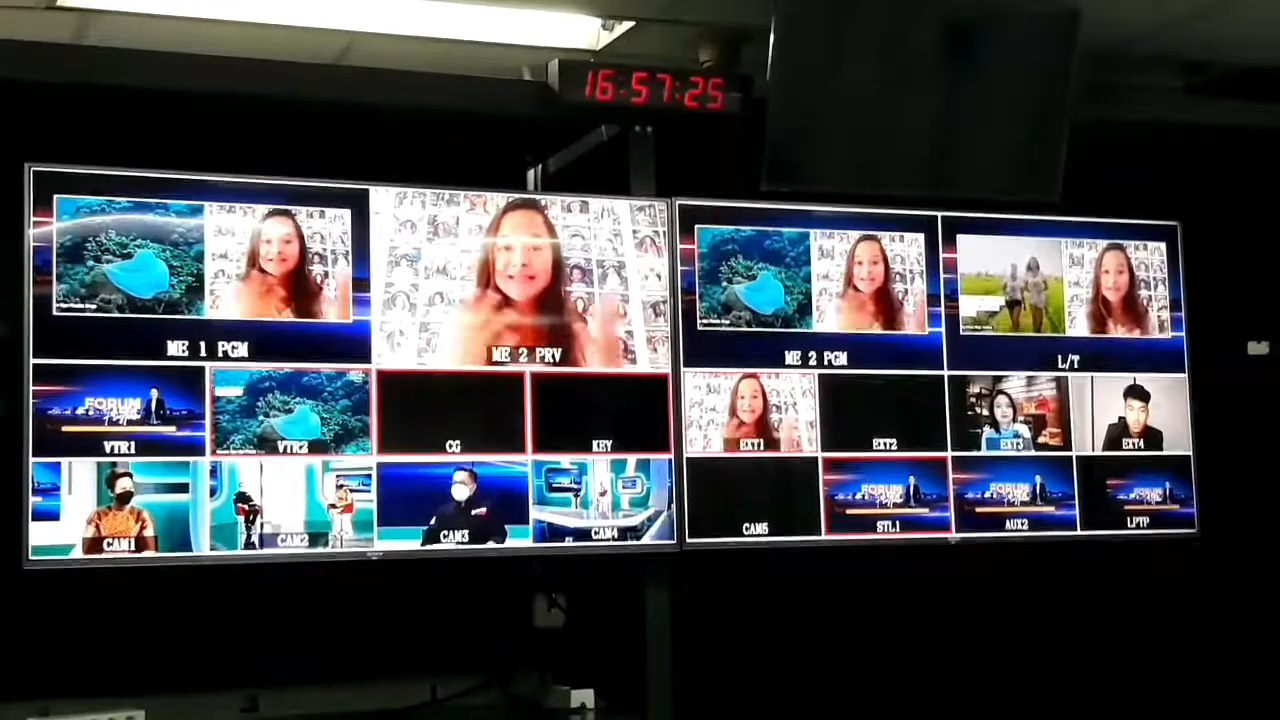 16:57:25
ME 1 PGM
ME 2 PRV
ME 2 PGM
L/T
FORUM
VTR1
VTR2
CG
KEY
EXT1
EXT2
EXT3
EXT4
CAM1
CAM2
CAM3
CAM4
CAM5
FORUM
STL1
FORUM
AUX2
FORUM
LPTP